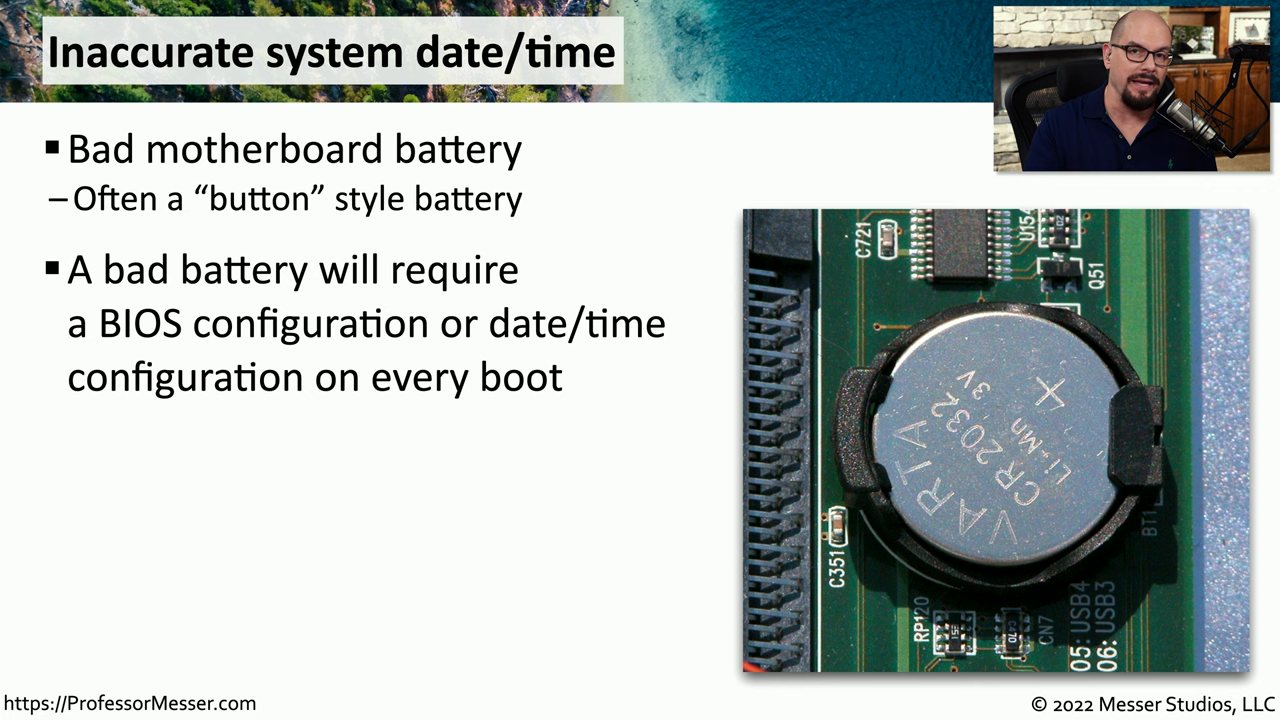 Inaccurate system date/time
▪ Bad motherboard battery
– Often a “button” style battery
▪ A bad battery will require
a BIOS configuration or date/time
configuration on every boot
C721
U154
Q51
VARTA
CR2032
Li-Mn, 3V
+
BT1
C351
RP120
CN7
05: USB4
06: USB3
https://ProfessorMesser.com
© 2022 Messer Studios, LLC